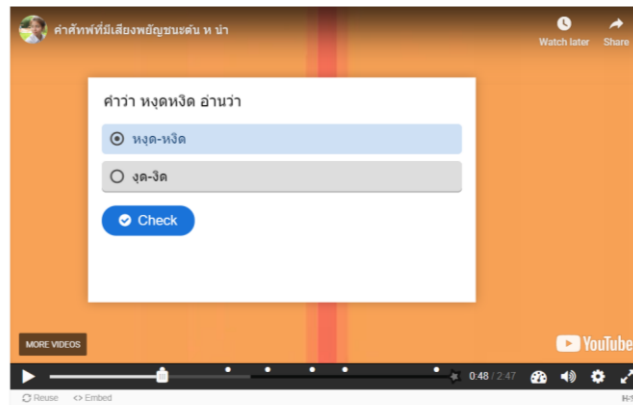 คำศัพท์ที่มีเสียงพยัญชนะต้น ห นำ
Watch later
Share
คำว่า หงุดหงิด อ่านว่า
หงุด-หงิด
งุด-งิด
Check
MORE VIDEOS
YouTube
0:48 / 2:47
Reuse
Embed